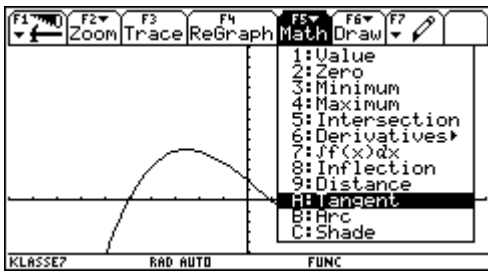 F1 F2 F3 F4 F5 F6 F7
Zoom Trace ReGraph Math Draw
1:Value
2:Zero
3:Minimum
4:Maximum
5:Intersection
6:Derivatives▸
7:∫f(x)dx
8:Inflection
9:Distance
A:Tangent
B:Arc
C:Shade
KLASSE7 RAD AUTO FUNC